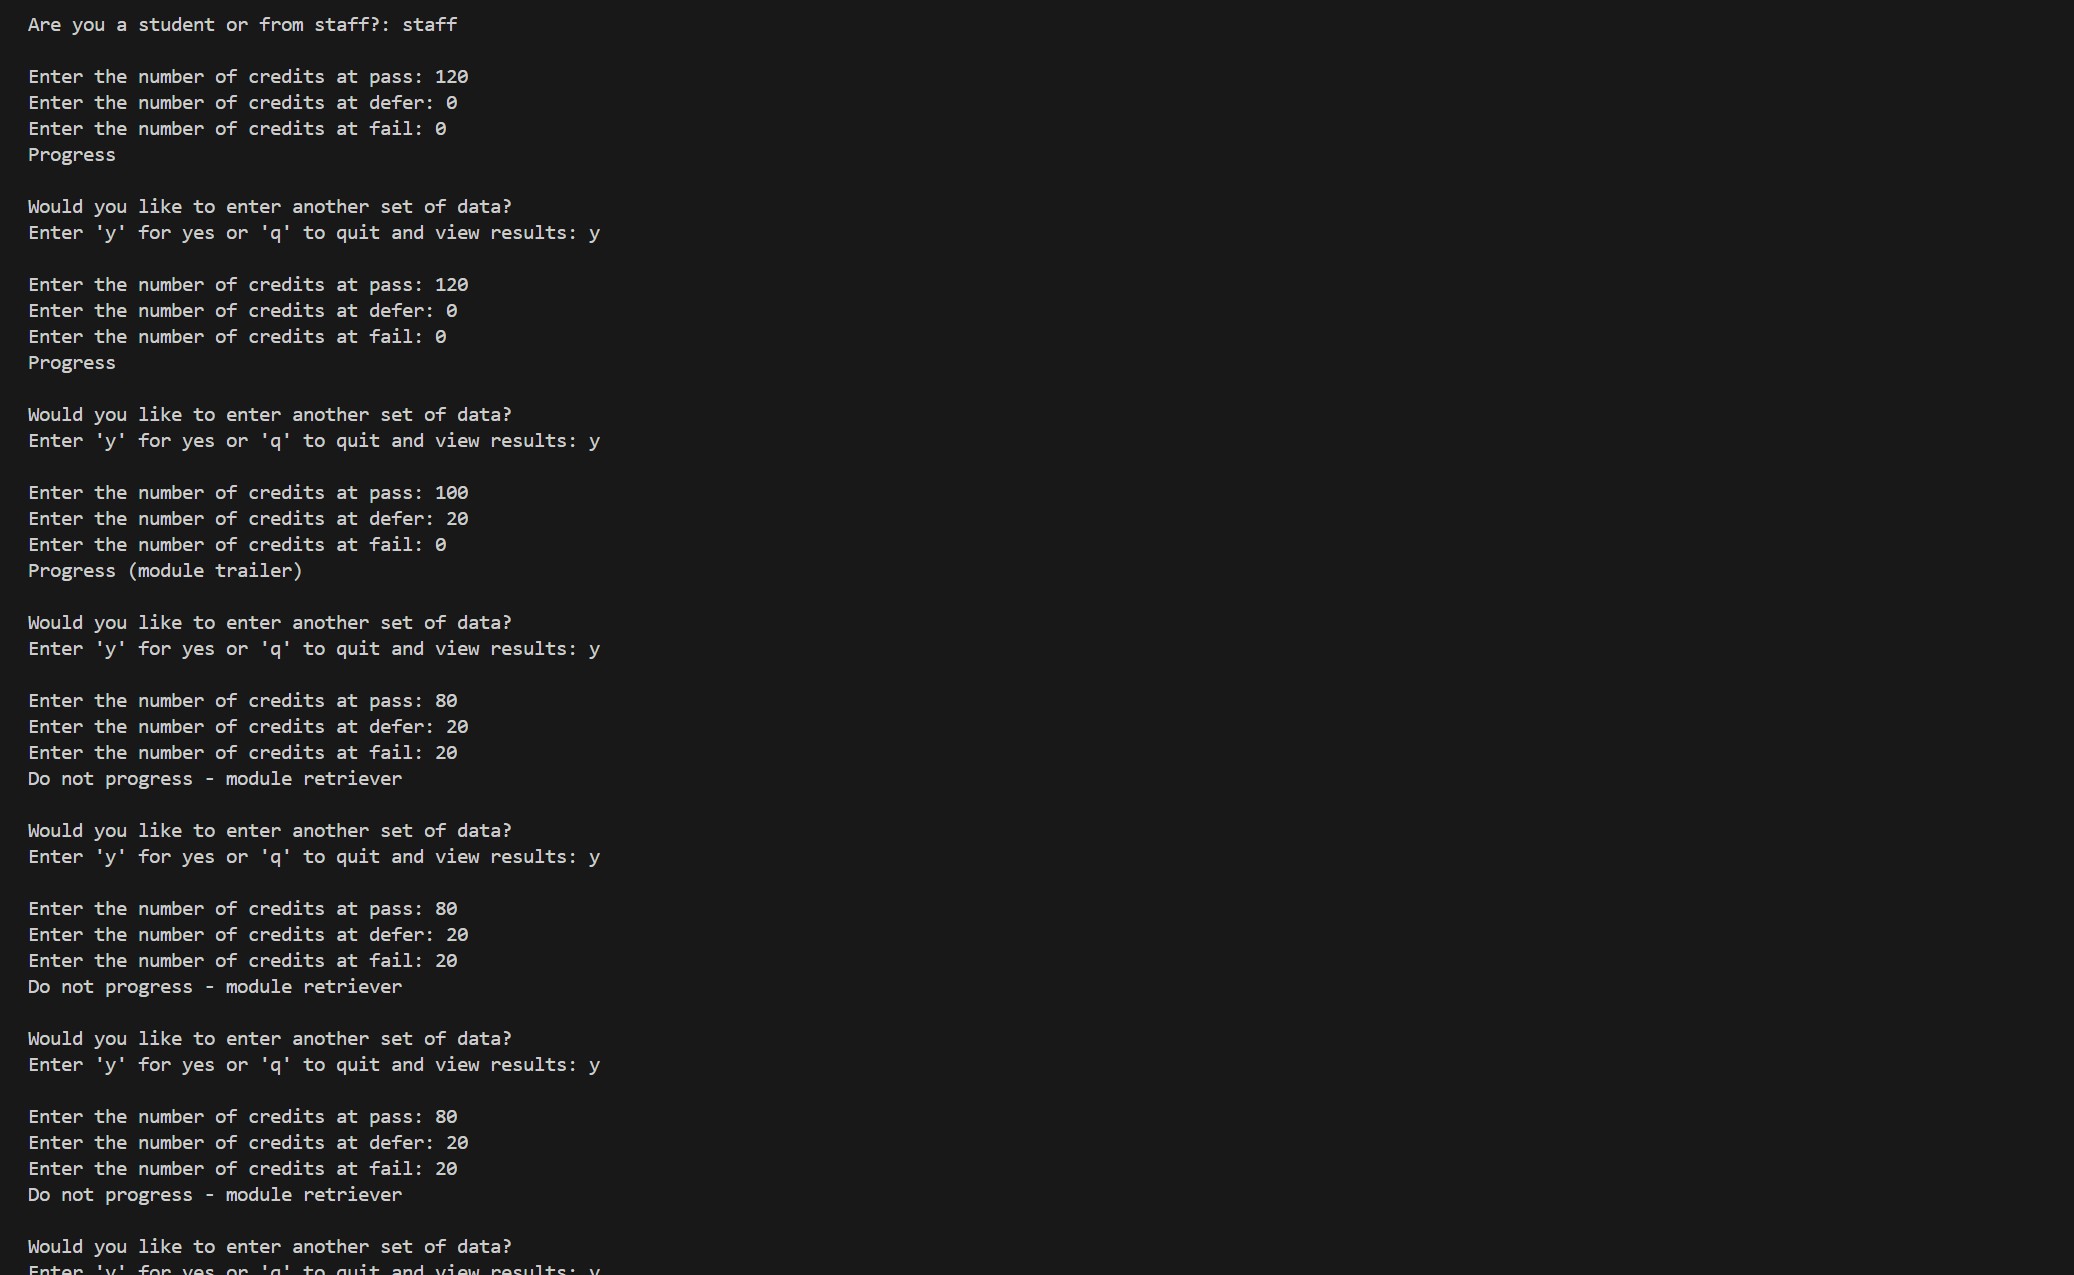 Are you a student or from staff?: staff
Enter the number of credits at pass: 120
Enter the number of credits at defer: 0
Enter the number of credits at fail: 0
Progress
Would you like to enter another set of data?
Enter 'y' for yes or 'q' to quit and view results: y
Enter the number of credits at pass: 120
Enter the number of credits at defer: 0
Enter the number of credits at fail: 0
Progress
Would you like to enter another set of data?
Enter 'y' for yes or 'q' to quit and view results: y
Enter the number of credits at pass: 100
Enter the number of credits at defer: 20
Enter the number of credits at fail: 0
Progress (module trailer)
Would you like to enter another set of data?
Enter 'y' for yes or 'q' to quit and view results: y
Enter the number of credits at pass: 80
Enter the number of credits at defer: 20
Enter the number of credits at fail: 20
Do not progress - module retriever
Would you like to enter another set of data?
Enter 'y' for yes or 'q' to quit and view results: y
Enter the number of credits at pass: 80
Enter the number of credits at defer: 20
Enter the number of credits at fail: 20
Do not progress - module retriever
Would you like to enter another set of data?
Enter 'y' for yes or 'q' to quit and view results: y
Enter the number of credits at pass: 80
Enter the number of credits at defer: 20
Enter the number of credits at fail: 20
Do not progress - module retriever
Would you like to enter another set of data?
Enter 'y' for yes or 'q' to quit and view results: y